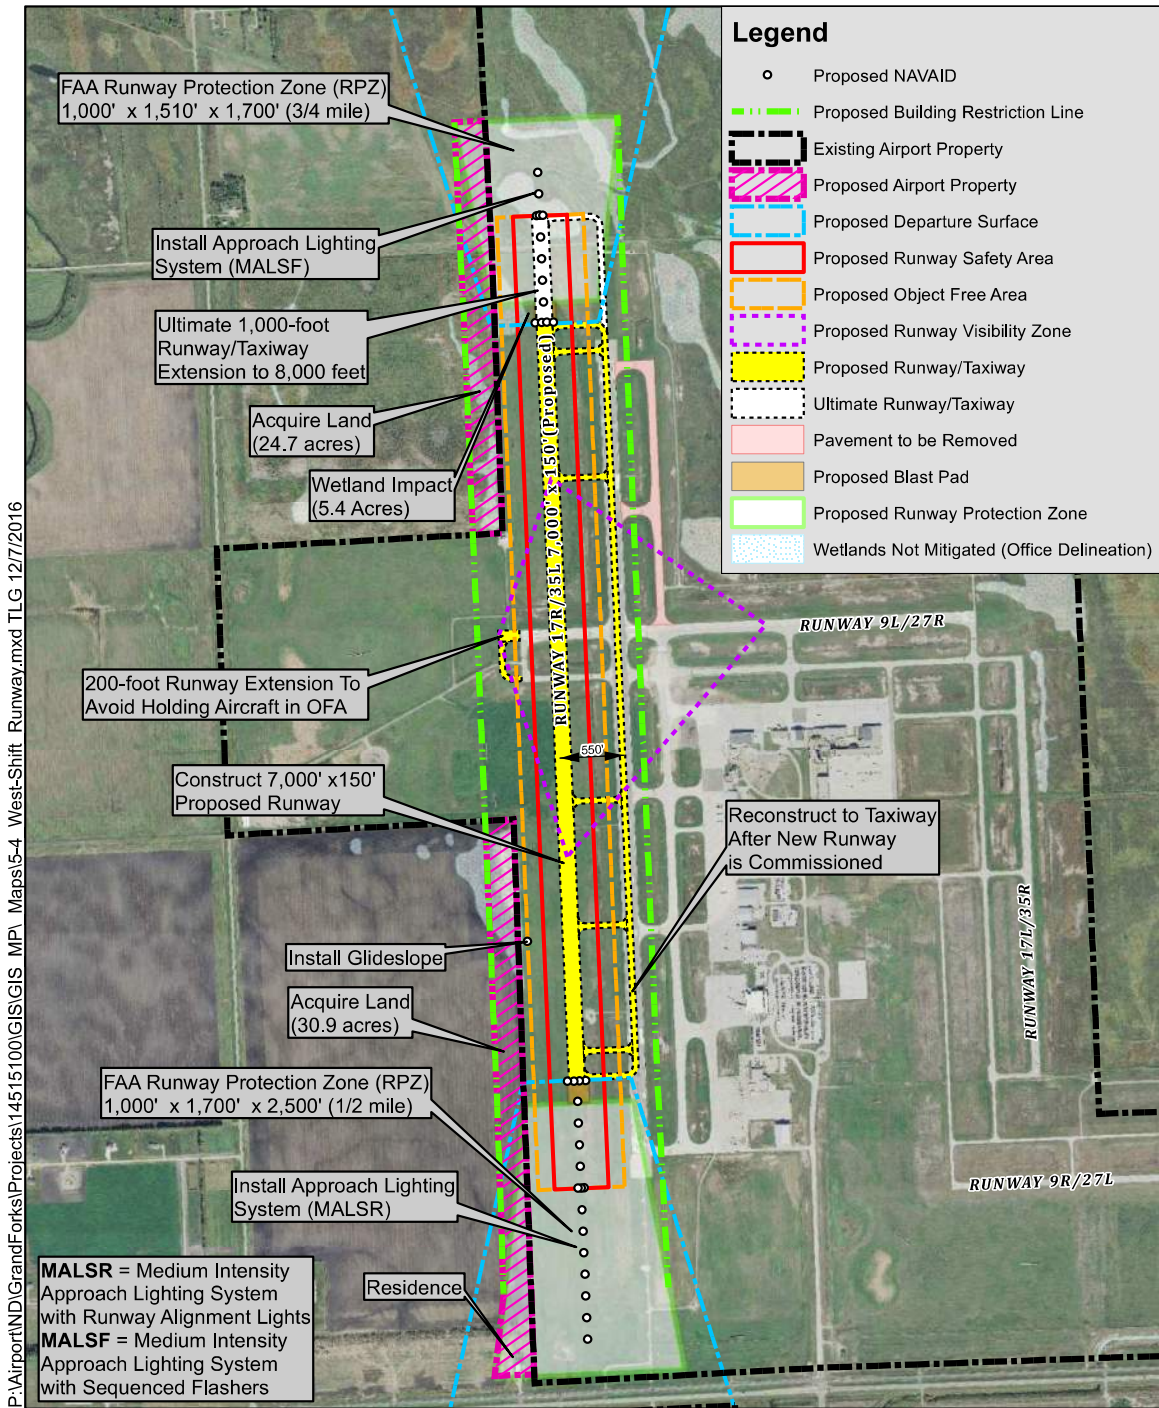 P:\Airport\ND\GrandForks\Projects\14515100\GIS\GIS_MP\_Maps\5-4_West-Shift_Runway.mxd TLG 12/7/2016
Legend
Proposed NAVAID
Proposed Building Restriction Line
Existing Airport Property
Proposed Airport Property
Proposed Departure Surface
Proposed Runway Safety Area
Proposed Object Free Area
Proposed Runway Visibility Zone
Proposed Runway/Taxiway
Ultimate Runway/Taxiway
Pavement to be Removed
Proposed Blast Pad
Proposed Runway Protection Zone
Wetlands Not Mitigated (Office Delineation)
FAA Runway Protection Zone (RPZ)
1,000' x 1,510' x 1,700' (3/4 mile)
Install Approach Lighting
System (MALSF)
Ultimate 1,000-foot
Runway/Taxiway
Extension to 8,000 feet
Acquire Land
(24.7 acres)
Wetland Impact
(5.4 Acres)
RUNWAY 17R/35L 7,000' x 150' (Proposed)
RUNWAY 9L/27R
200-foot Runway Extension To
Avoid Holding Aircraft in OFA
550'
Construct 7,000' x150'
Proposed Runway
Reconstruct to Taxiway
After New Runway
is Commissioned
RUNWAY 17L/35R
Install Glideslope
Acquire Land
(30.9 acres)
FAA Runway Protection Zone (RPZ)
1,000' x 1,700' x 2,500' (1/2 mile)
RUNWAY 9R/27L
Install Approach Lighting
System (MALSR)
Residence
MALSR = Medium Intensity
Approach Lighting System
with Runway Alignment Lights
MALSF = Medium Intensity
Approach Lighting System
with Sequenced Flashers